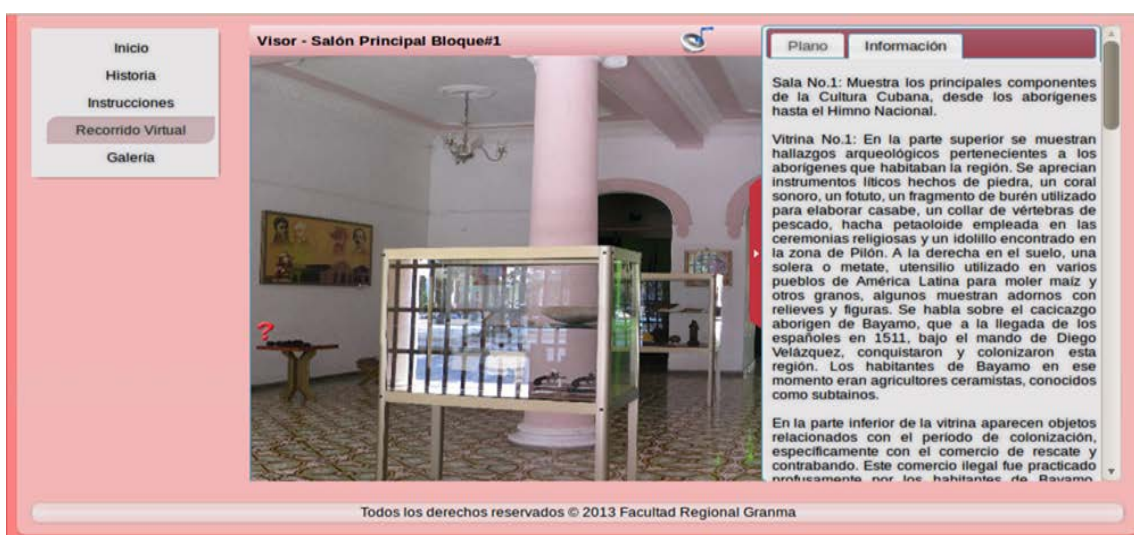 Inicio
Historia
Instrucciones
Recorrido Virtual
Galería
Visor - Salón Principal Bloque#1
Plano
Información
Sala No.1: Muestra los principales componentes
de la Cultura Cubana, desde los aborígenes
hasta el Himno Nacional.
Vitrina No.1: En la parte superior se muestran
hallazgos arqueológicos pertenecientes a los
aborígenes que habitaban la región. Se aprecian
instrumentos líticos hechos de piedra, un coral
sonoro, un fotuto, un fragmento de burén utilizado
para elaborar casabe, un collar de vértebras de
pescado, hacha petaoloide empleada en las
ceremonias religiosas y un idolillo encontrado en
la zona de Pilón. A la derecha en el suelo, una
solera o metate, utensilio utilizado en varios
pueblos de América Latina para moler maíz y
otros granos, algunos muestran adornos con
relieves y figuras. Se habla sobre el cacicazgo
aborigen de Bayamo, que a la llegada de los
españoles en 1511, bajo el mando de Diego
Velázquez, conquistaron y colonizaron esta
región. Los habitantes de Bayamo en ese
momento eran agricultores ceramistas, conocidos
como subtainos.
En la parte inferior de la vitrina aparecen objetos
relacionados con el período de colonización,
específicamente con el comercio de rescate y
contrabando. Este comercio ilegal fue practicado
profusamente por los habitantes de Bayamo,
?
Todos los derechos reservados © 2013 Facultad Regional Granma